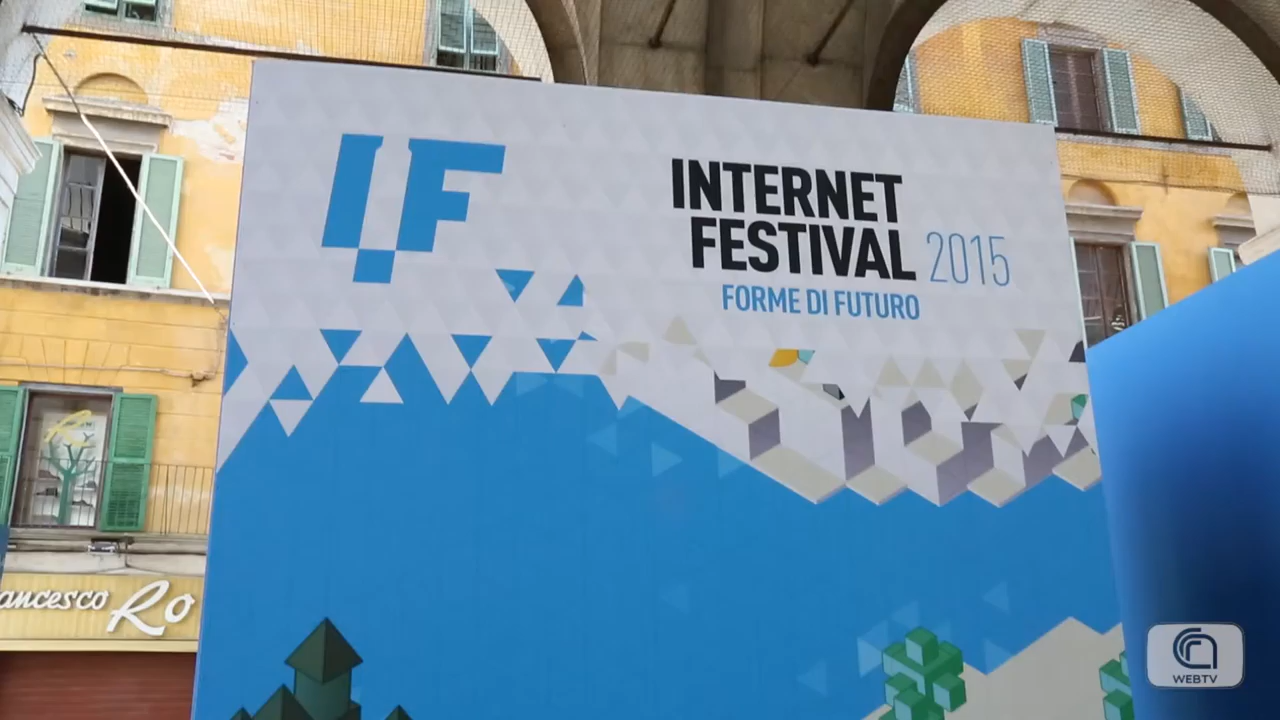 IF
INTERNET
FESTIVAL 2015
FORME DI FUTURO
ancesco Ro
WEBTV